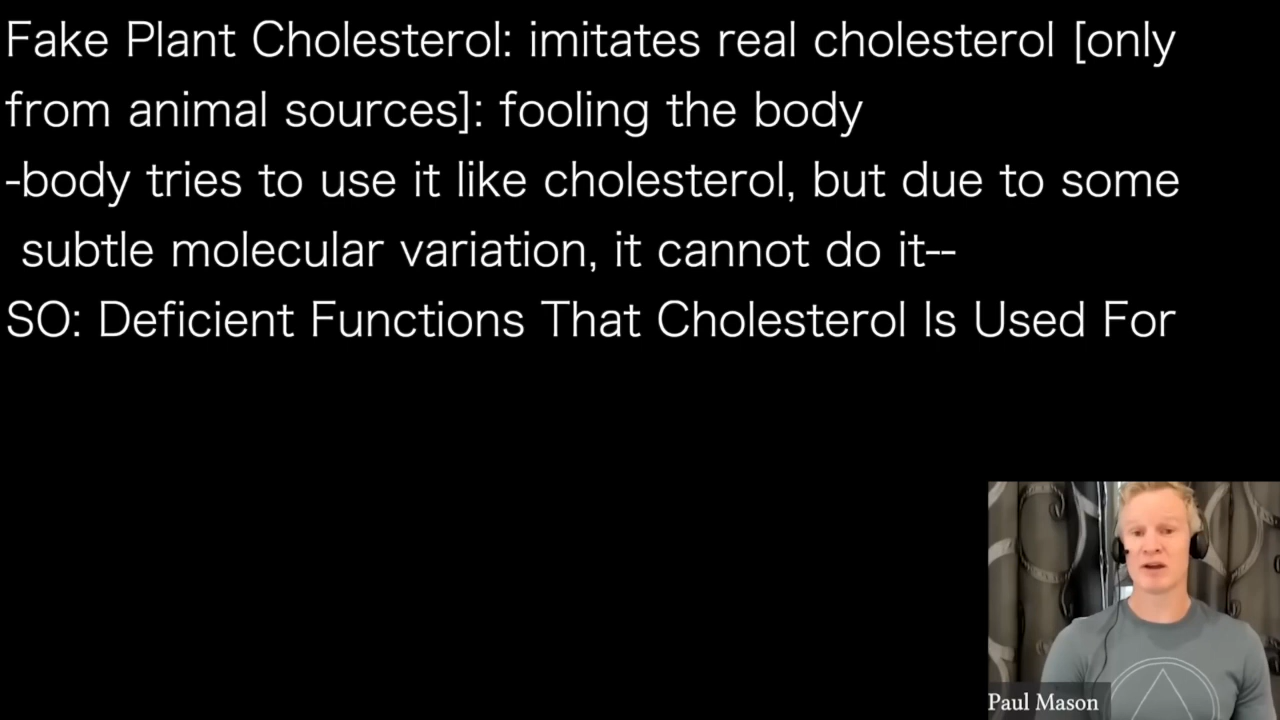 Fake Plant Cholesterol: imitates real cholesterol [only
from animal sources]: fooling the body
-body tries to use it like cholesterol, but due to some
subtle molecular variation, it cannot do it--
SO: Deficient Functions That Cholesterol Is Used For
Paul Mason